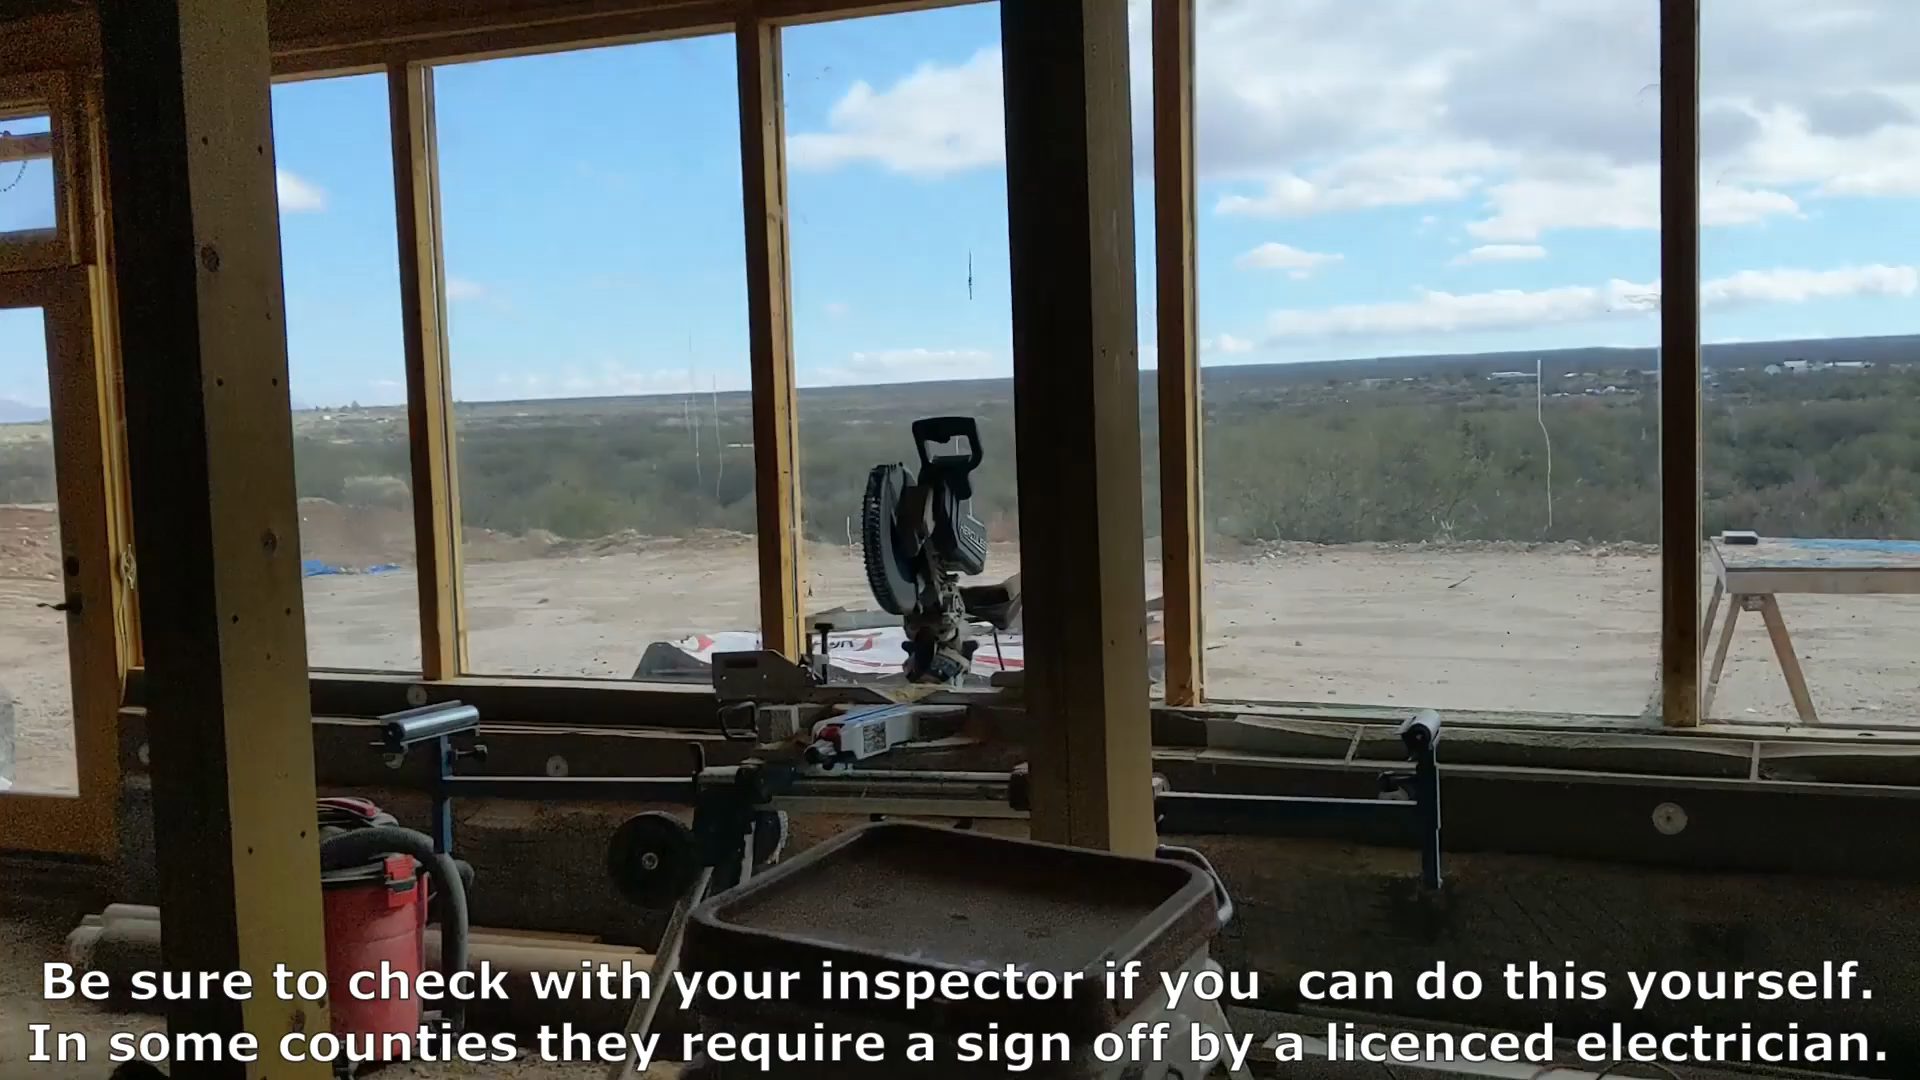 HERCULES
Be sure to check with your inspector if you  can do this yourself.
In some counties they require a sign off by a licenced electrician.